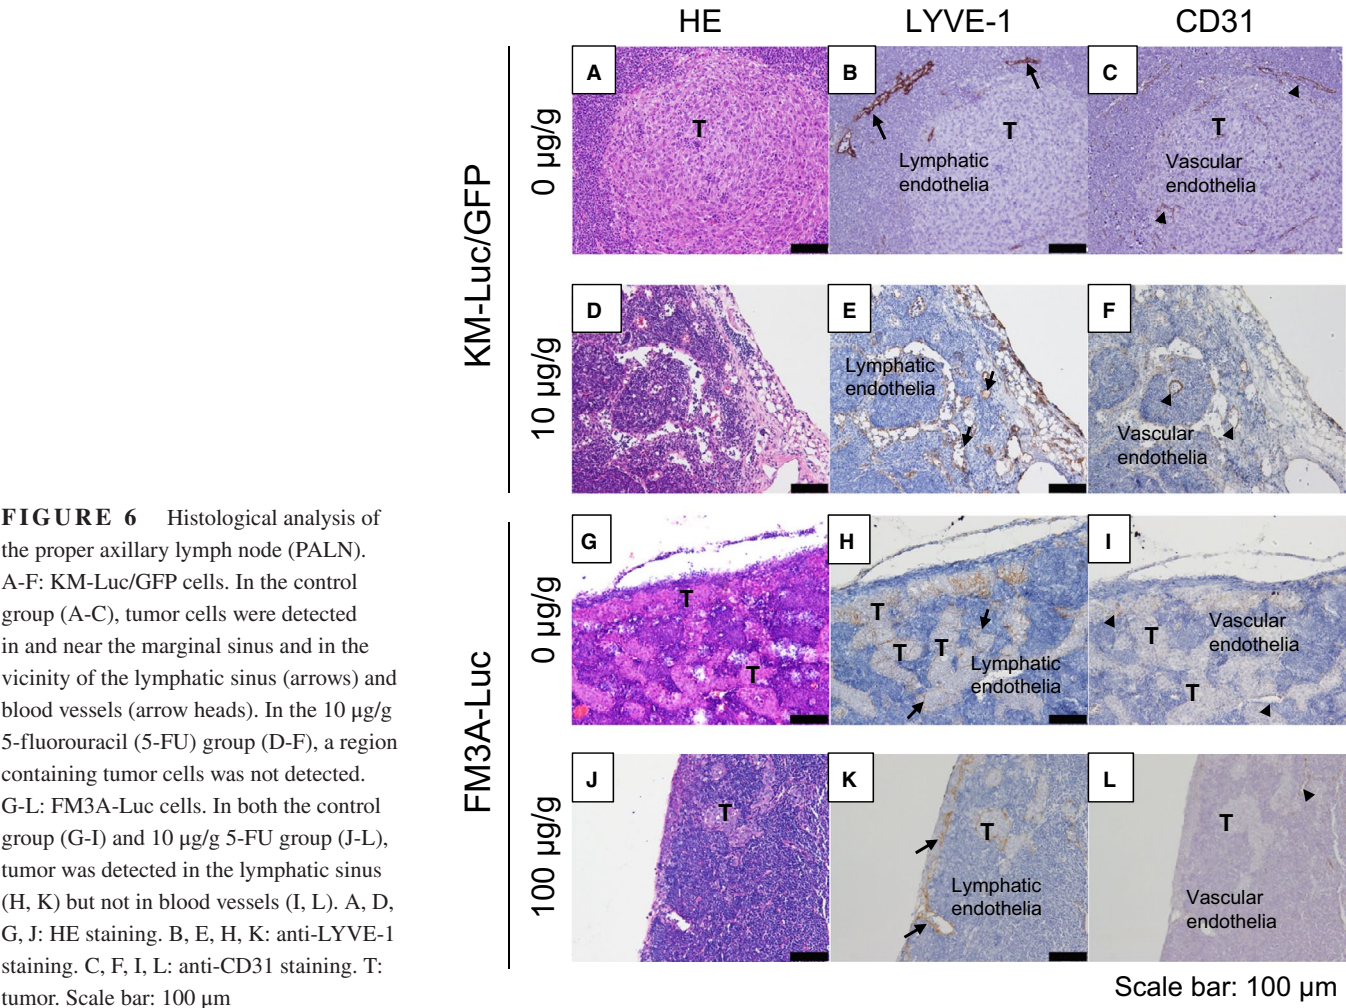 HE
LYVE-1
CD31
KM-Luc/GFP
0 µg/g
A
T
B
T
Lymphatic
endothelia
C
T
Vascular
endothelia
10 µg/g
D
E
Lymphatic
endothelia
F
Vascular
endothelia
FM3A-Luc
0 µg/g
G
T
T
H
T
T
T
Lymphatic
endothelia
I
T
Vascular
endothelia
T
100 µg/g
J
T
K
T
Lymphatic
endothelia
L
T
Vascular
endothelia
Scale bar: 100 µm
FIGURE 6 Histological analysis of
the proper axillary lymph node (PALN).
A-F: KM-Luc/GFP cells. In the control
group (A-C), tumor cells were detected
in and near the marginal sinus and in the
vicinity of the lymphatic sinus (arrows) and
blood vessels (arrow heads). In the 10 µg/g
5-fluorouracil (5-FU) group (D-F), a region
containing tumor cells was not detected.
G-L: FM3A-Luc cells. In both the control
group (G-I) and 10 µg/g 5-FU group (J-L),
tumor was detected in the lymphatic sinus
(H, K) but not in blood vessels (I, L). A, D,
G, J: HE staining. B, E, H, K: anti-LYVE-1
staining. C, F, I, L: anti-CD31 staining. T:
tumor. Scale bar: 100 µm